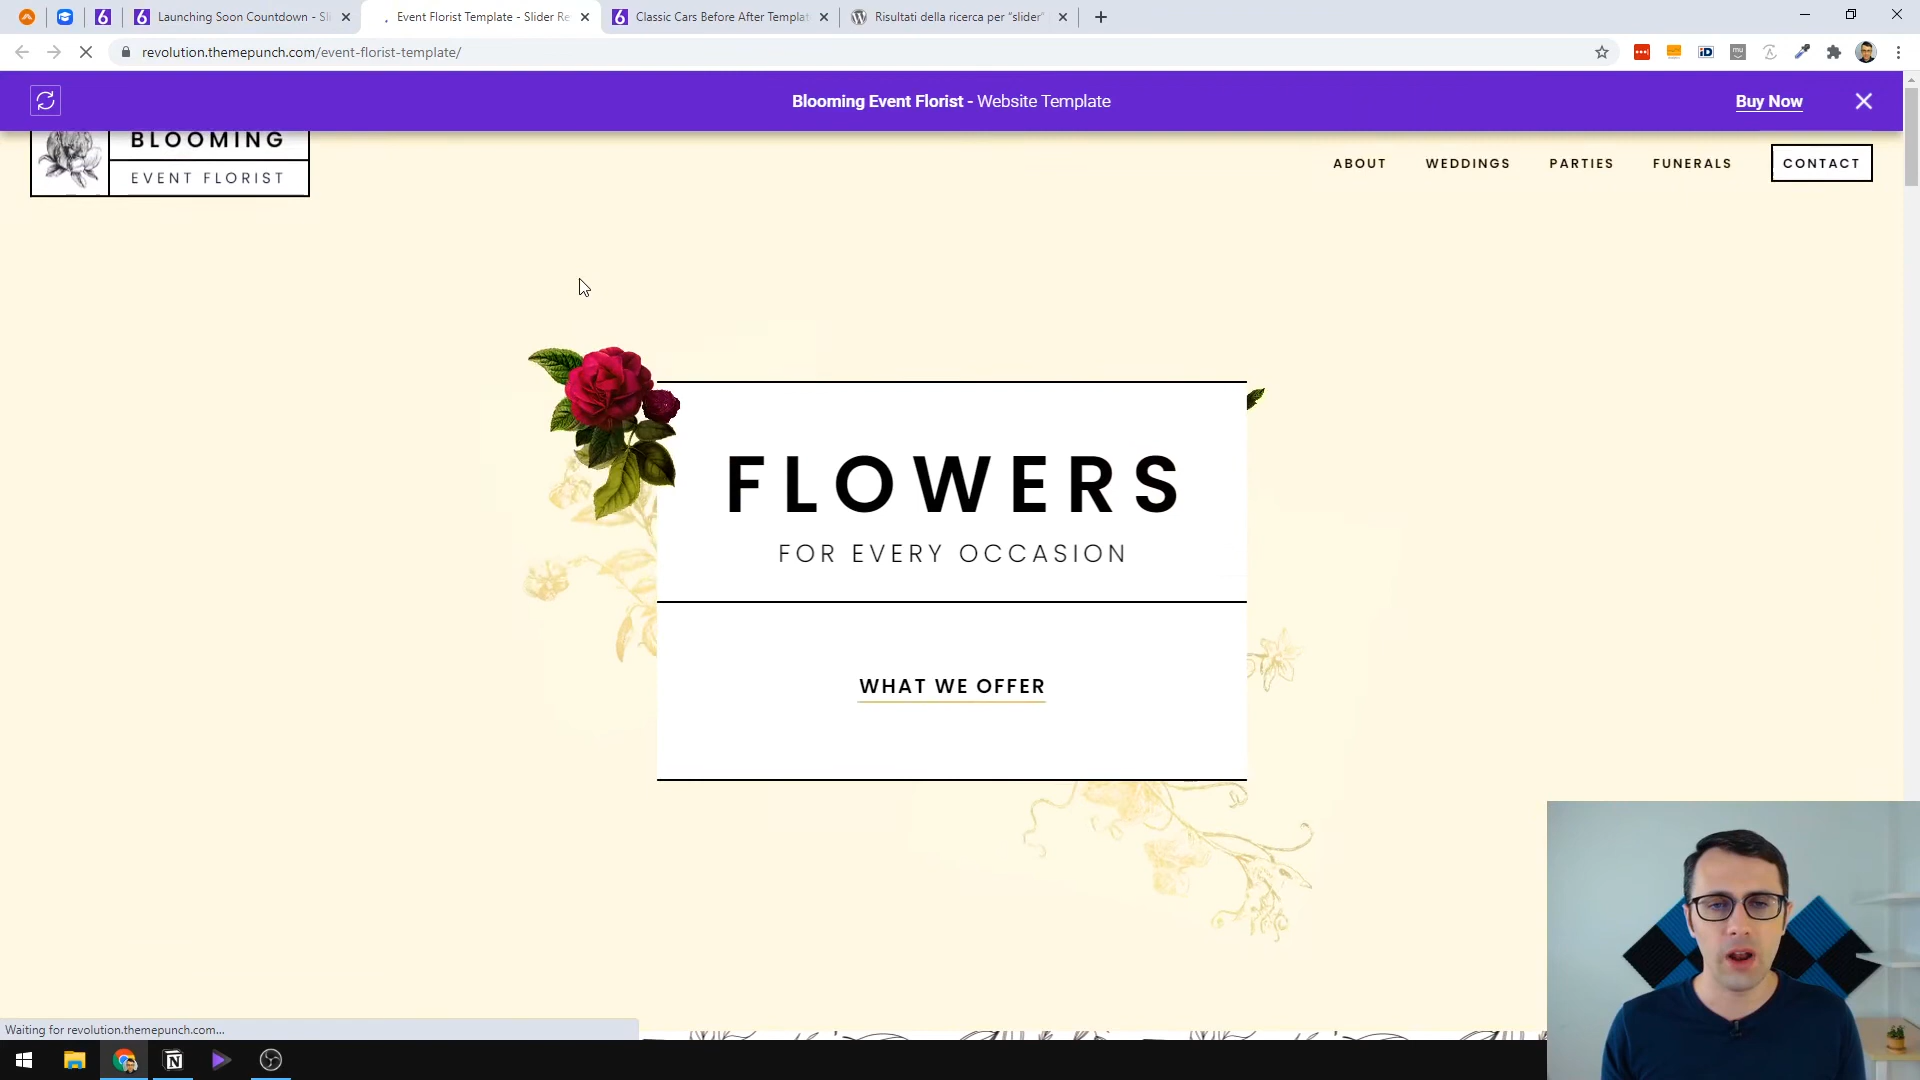 Launching Soon Countdown - Sli
Event Florist Template - Slider Re
Classic Cars Before After Templat
Risultati della ricerca per "slider"
revolution.themepunch.com/event-florist-template/
Blooming Event Florist - Website Template
Buy Now
BLOOMING
EVENT FLORIST
ABOUT
WEDDINGS
PARTIES
FUNERALS
CONTACT
FLOWERS
FOR EVERY OCCASION
WHAT WE OFFER
Waiting for revolution.themepunch.com...